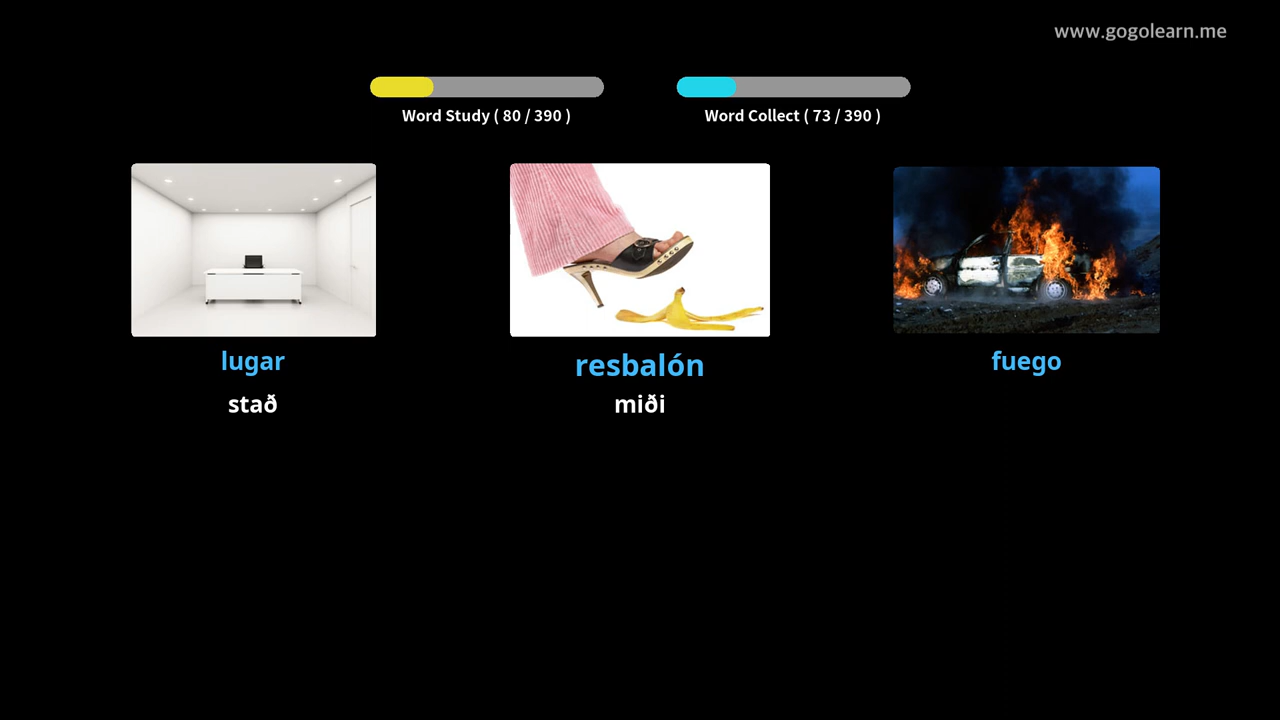 www.gogolearn.me
Word Study ( 80 / 390 )
Word Collect ( 73 / 390 )
lugar
resbalón
fuego
stað
miði